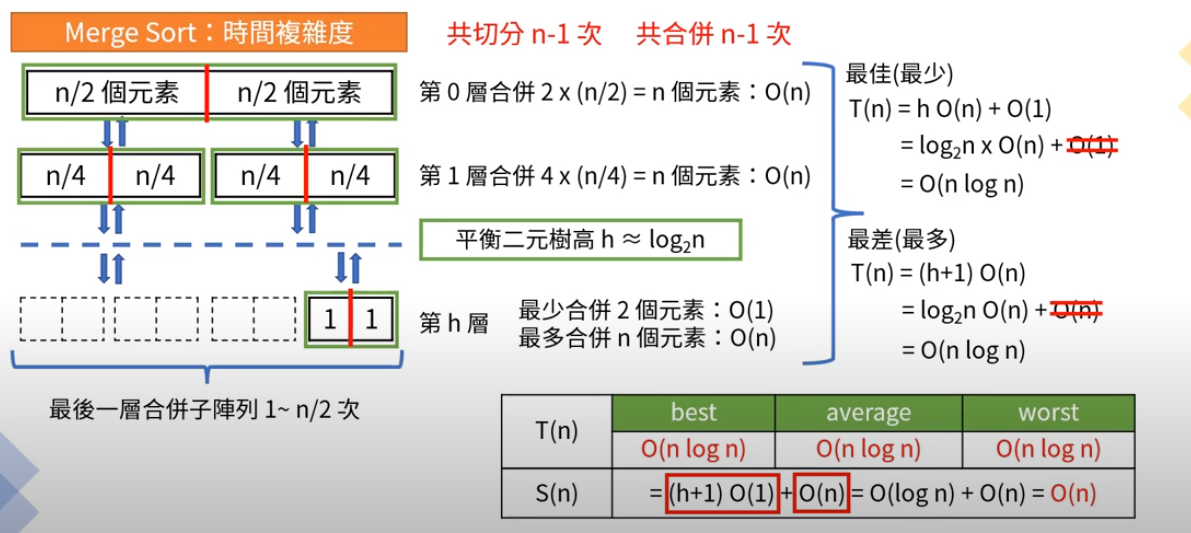 Merge Sort：時間複雜度
共切分 n-1 次 共合併 n-1 次
n/2 個元素 n/2 個元素
第 0 層合併 2 x (n/2) = n 個元素：O(n)
n/4 n/4 n/4 n/4
第 1 層合併 4 x (n/4) = n 個元素：O(n)
平衡二元樹高 h ≈ log₂n
1 1
第 h 層
最少合併 2 個元素：O(1)
最多合併 n 個元素：O(n)
最後一層合併子陣列 1~ n/2 次
最佳(最少)
T(n) = h O(n) + O(1)
= log₂n x O(n) + O(1)
= O(n log n)
最差(最多)
T(n) = (h+1) O(n)
= log₂n O(n) + O(n)
= O(n log n)
T(n) best average worst
O(n log n) O(n log n) O(n log n)
S(n) = (h+1) O(1) + O(n) = O(log n) + O(n) = O(n)